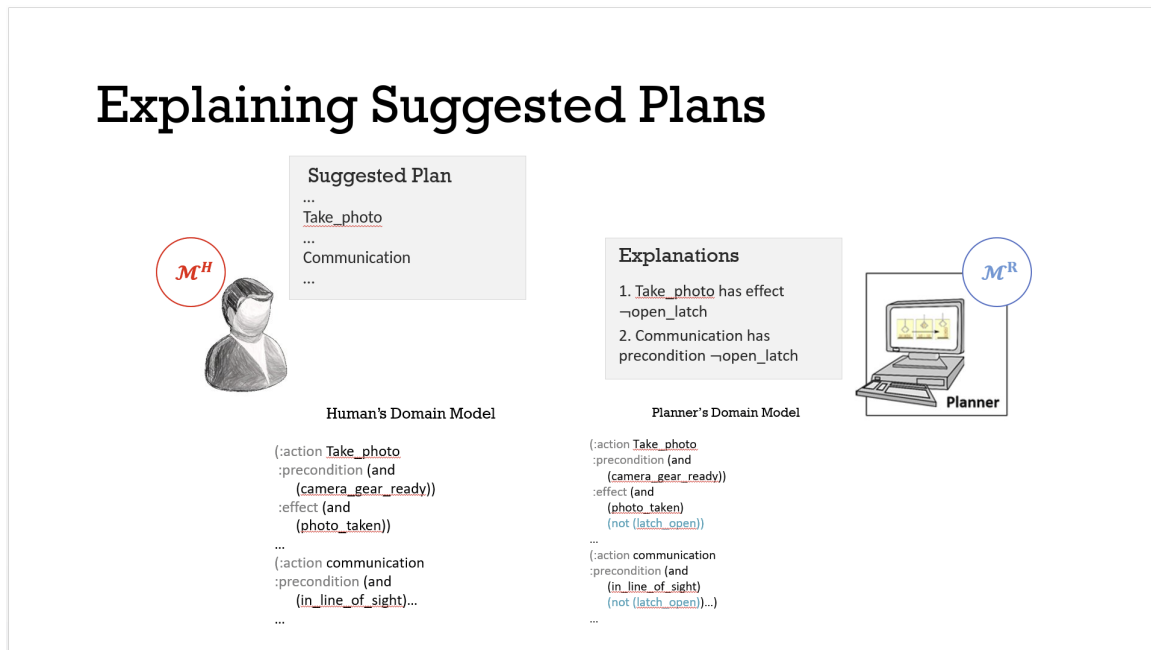 Explaining Suggested Plans
Suggested Plan
...
Take_photo
...
Communication
...
ℳᴴ
Explanations
1. Take_photo has effect
¬open_latch
2. Communication has
precondition ¬open_latch
ℳᴿ
Planner
Human's Domain Model
(:action Take_photo
:precondition (and
(camera_gear_ready))
:effect (and
(photo_taken))
...
(:action communication
:precondition (and
(in_line_of_sight)...
...
Planner's Domain Model
(:action Take_photo
:precondition (and
(camera_gear_ready))
:effect (and
(photo_taken)
(not (latch_open))
...
(:action communication
:precondition (and
(in_line_of_sight)
(not (latch_open))...)
...